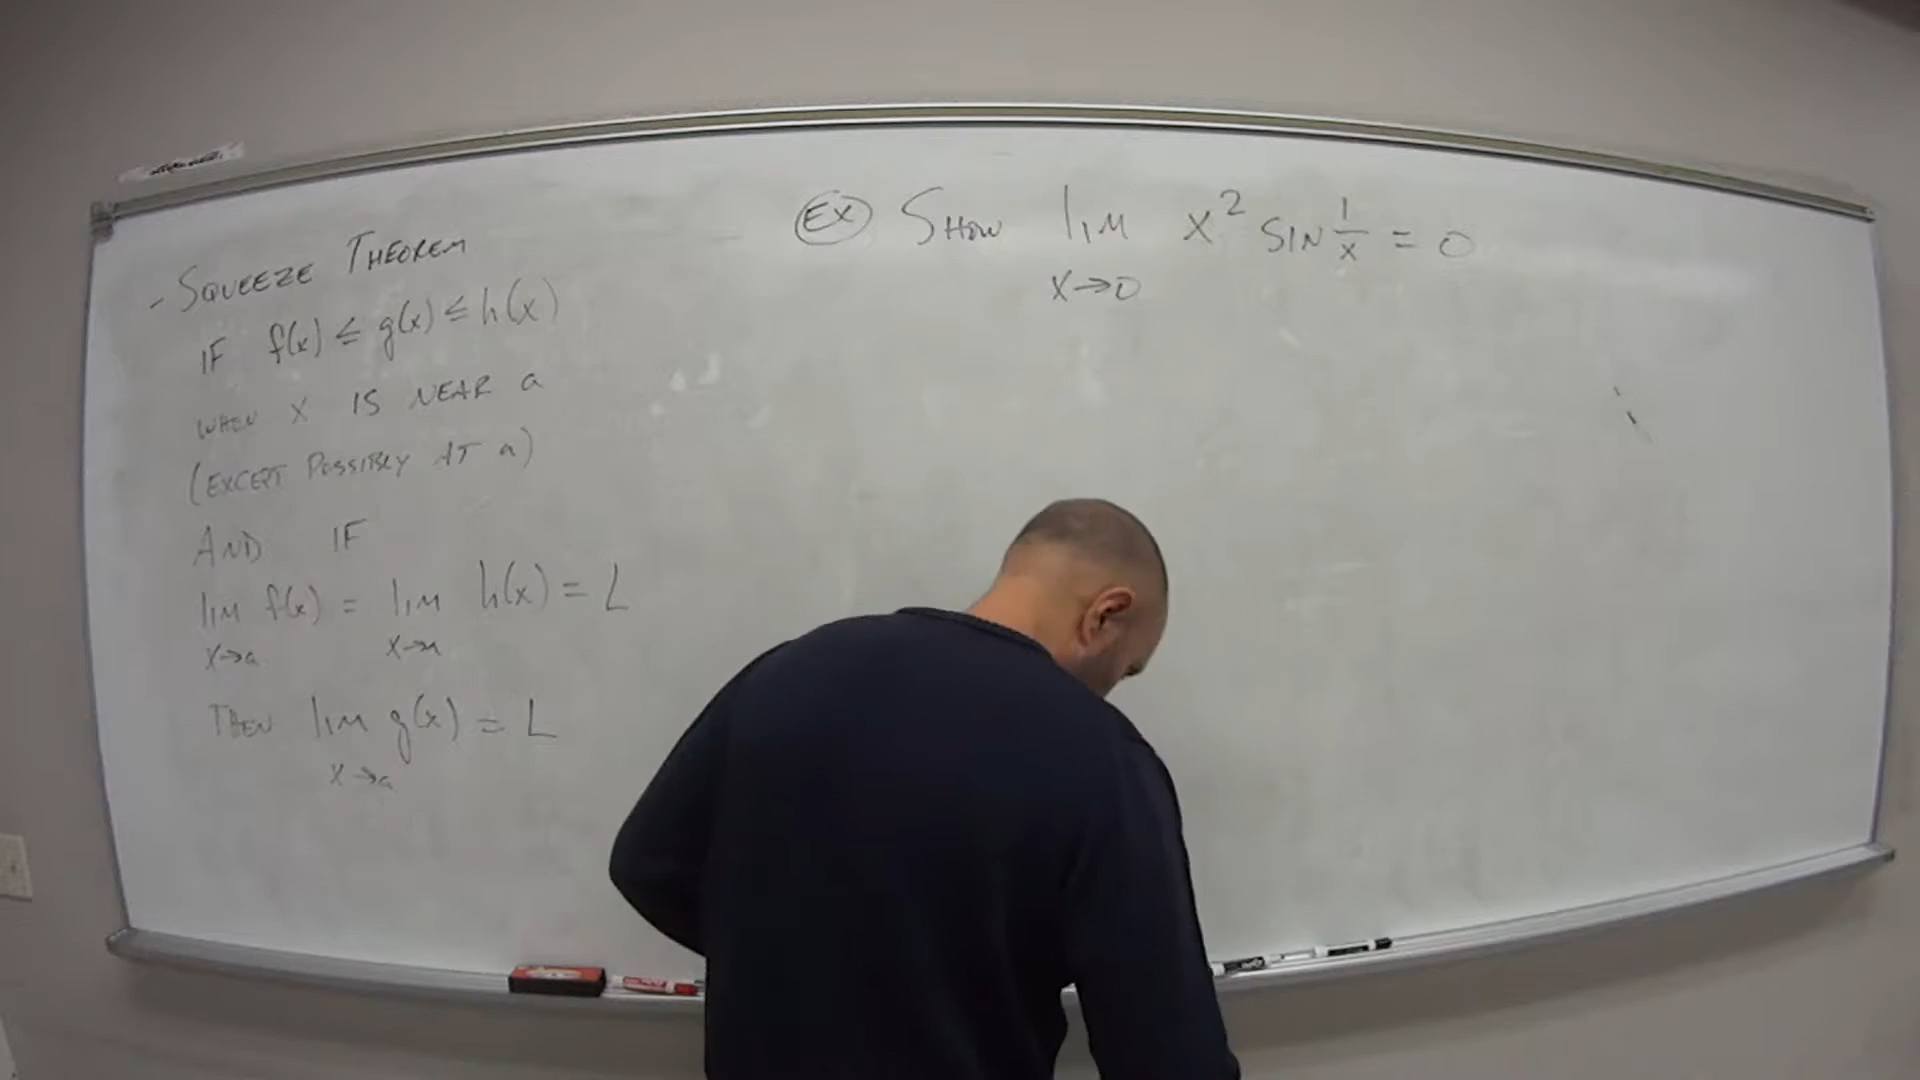 - SQUEEZE THEOREM
IF f(x) ≤ g(x) ≤ h(x)
WHEN X IS NEAR a
(EXCEPT POSSIBLY AT a)
AND IF
lim f(x) = lim h(x) = L
x→a x→a
THEN lim g(x) = L
x→a
EX SHOW lim x² SIN 1/x = 0
x→0